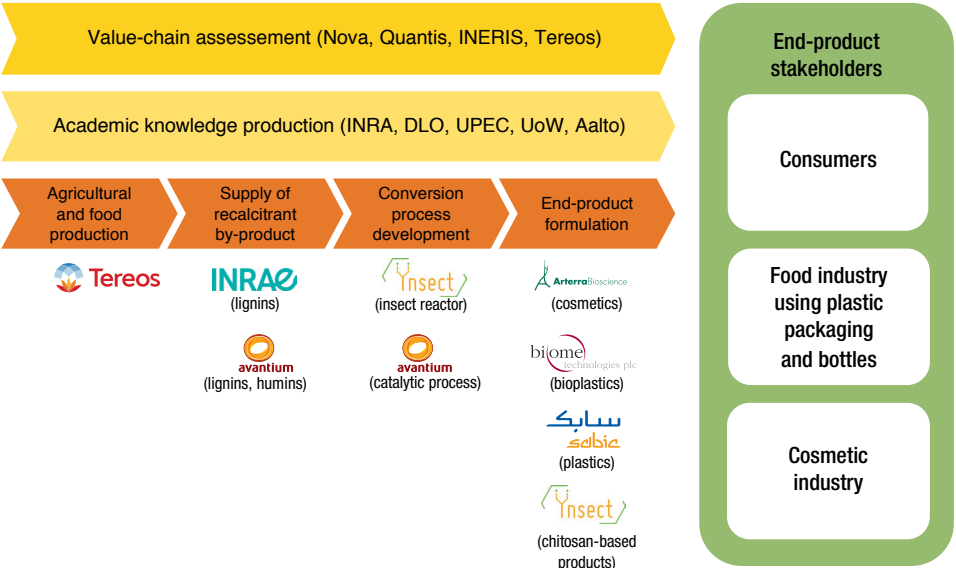 Value-chain assessement (Nova, Quantis, INERIS, Tereos)
Academic knowledge production (INRA, DLO, UPEC, UoW, Aalto)
Agricultural
and food
production
Supply of
recalcitrant
by-product
Conversion
process
development
End-product
formulation
Tereos
INRAE
(lignins)
avantium
(lignins, humins)
Ynsect
(insect reactor)
avantium
(catalytic process)
ArterraBioscience
(cosmetics)
biome
technologies plc
(bioplastics)
سابك
sabic
(plastics)
Ynsect
(chitosan-based
products)
End-product
stakeholders
Consumers
Food industry
using plastic
packaging
and bottles
Cosmetic
industry